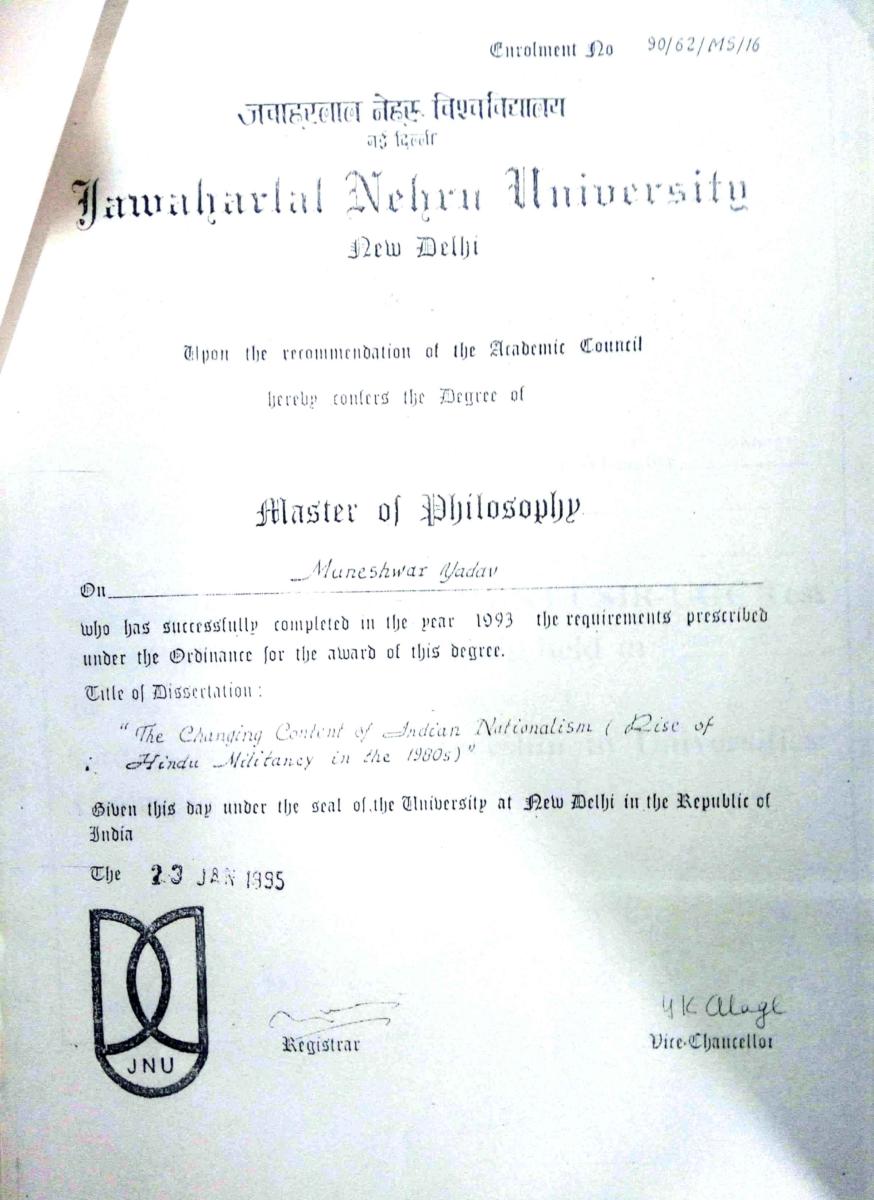 Enrolment No 90/62/MS/16
जवाहरलाल नेहरू विश्वविद्यालय
नई दिल्ली
Jawaharlal Nehru University
New Delhi
Upon the recommendation of the Academic Council
hereby confers the Degree of
Master of Philosophy
On Muneshwar Yadav
who has successfully completed in the year 1993 the requirements prescribed
under the Ordinance for the award of this degree.
Title of Dissertation :
"The Changing Content of Indian Nationalism ( Rise of
Hindu Militancy in the 1980s)"
Given this day under the seal of the University at New Delhi in the Republic of
India
The 23 JAN 1995
JNU
Registrar
Y K Alagh
Vice-Chancellor